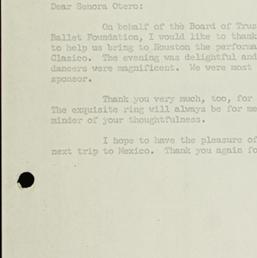 Dear Senora Otero:
On behalf of the Board of Trus
Ballet Foundation, I would like to thank
to help us bring to Houston the performa
Clasico. The evening was delightful and
dancers were magnificent. We were most
sponsor.
Thank you very much, too, for
The exquisite ring will always be for me
minder of your thoughtfulness.
I hope to have the pleasure of
next trip to Mexico. Thank you again fo